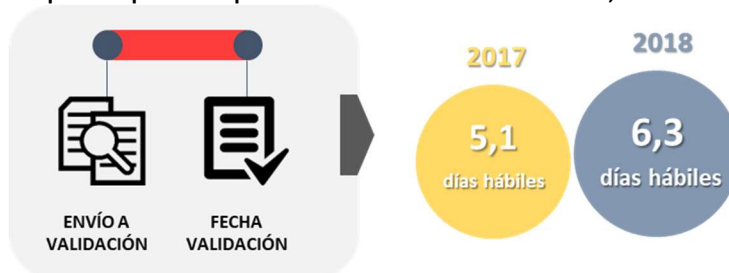 2017
2018
5,1
días hábiles
6,3
días hábiles
ENVÍO A
VALIDACIÓN
FECHA
VALIDACIÓN